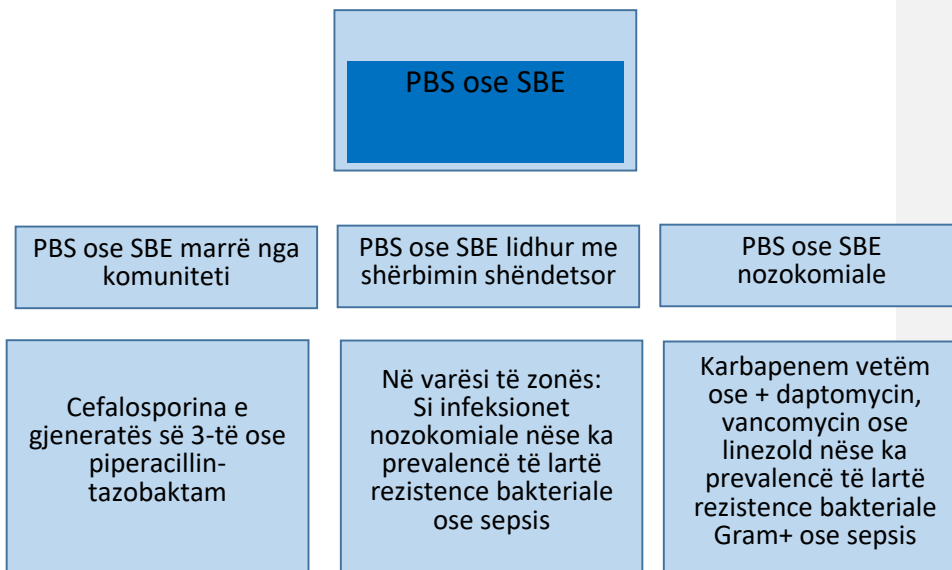 PBS ose SBE
PBS ose SBE marrë nga
komuniteti
PBS ose SBE lidhur me
shërbimin shëndetsor
PBS ose SBE
nozokomiale
Cefalosporina e
gjeneratës së 3-të ose
piperacillin-
tazobaktam
Në varësi të zonës:
Si infeksionet
nozokomiale nëse ka
prevalencë të lartë
rezistence bakteriale
ose sepsis
Karbapenem vetëm
ose + daptomycin,
vancomycin ose
linezold nëse ka
prevalencë të lartë
rezistence bakteriale
Gram+ ose sepsis